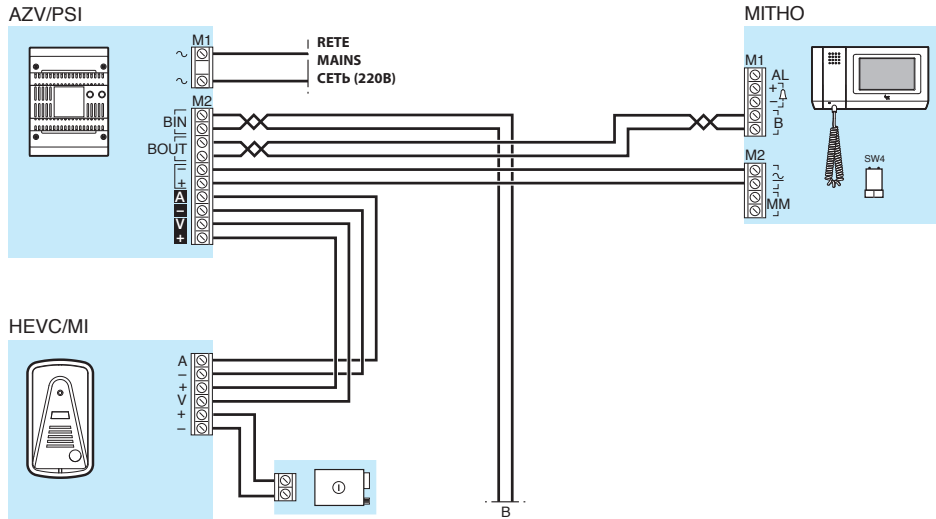 AZV/PSI
M1
~
~
RETE
MAINS
СЕТЬ (220В)
M2
BIN
BOUT
–
+
A
–
V
+
MITHO
M1
AL
+
–
B
M2
~
MM
SW4
HEVC/MI
A
–
+
V
+
–
B